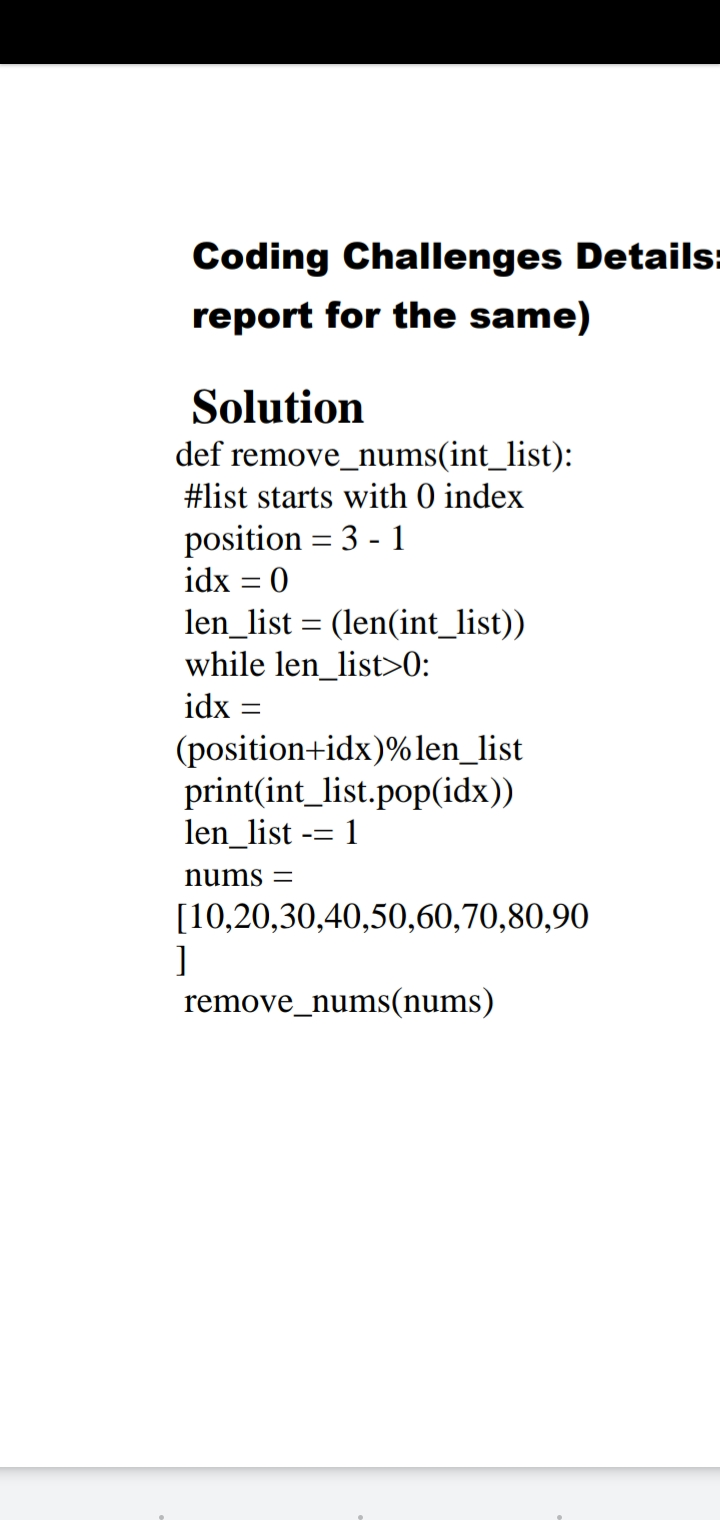 Coding Challenges Details:
report for the same)
Solution
def remove_nums(int_list):
#list starts with 0 index
position = 3 - 1
idx = 0
len_list = (len(int_list))
while len_list>0:
idx =
(position+idx)%len_list
print(int_list.pop(idx))
len_list -= 1
nums =
[10,20,30,40,50,60,70,80,90
]
remove_nums(nums)